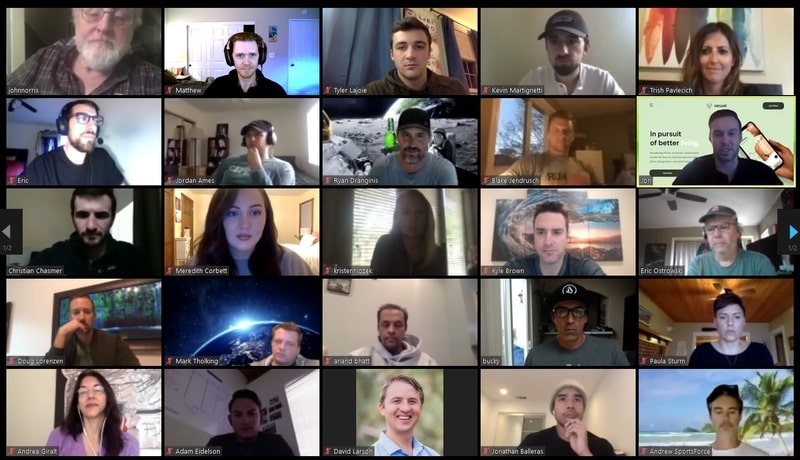 johnnorris
Matthew
Tyler Lajoie
Kevin Martignetti
Trish Pavlecich
Eric
Jordan Ames
Ryan Dranginis
Blake Jendrusch
vessel
In pursuit
of better
Jon
1/2
Christian Chasmer
Meredith Corbett
Kyle Brown
Eric Ostrowski
1/2
Doug Lorenzen
Mark Tholking
anand bhatt
bucky
Paula Sturm
Andrea Giralt
Adam Eidelson
David Larson
Jonathan Balleras
Andrew SportsForce